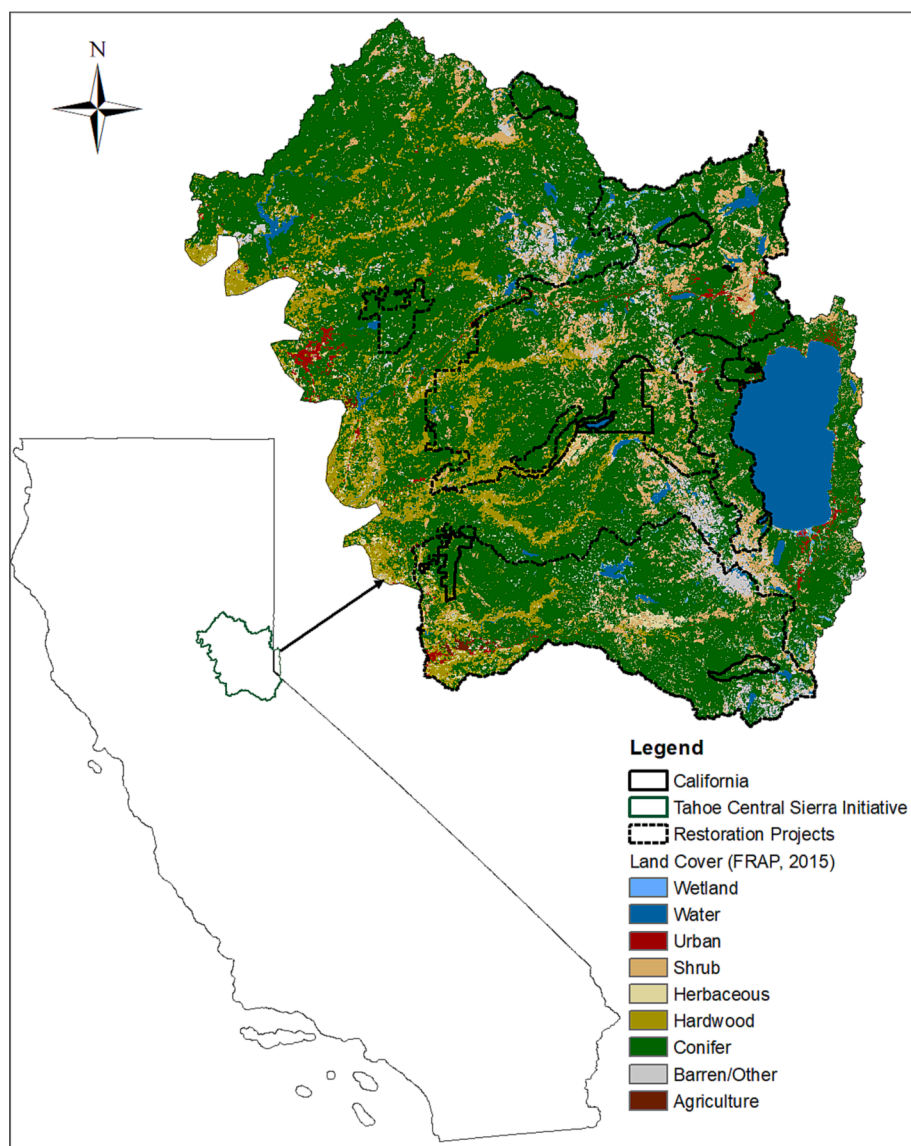 N
Legend
California
Tahoe Central Sierra Initiative
Restoration Projects
Land Cover (FRAP, 2015)
Wetland
Water
Urban
Shrub
Herbaceous
Hardwood
Conifer
Barren/Other
Agriculture